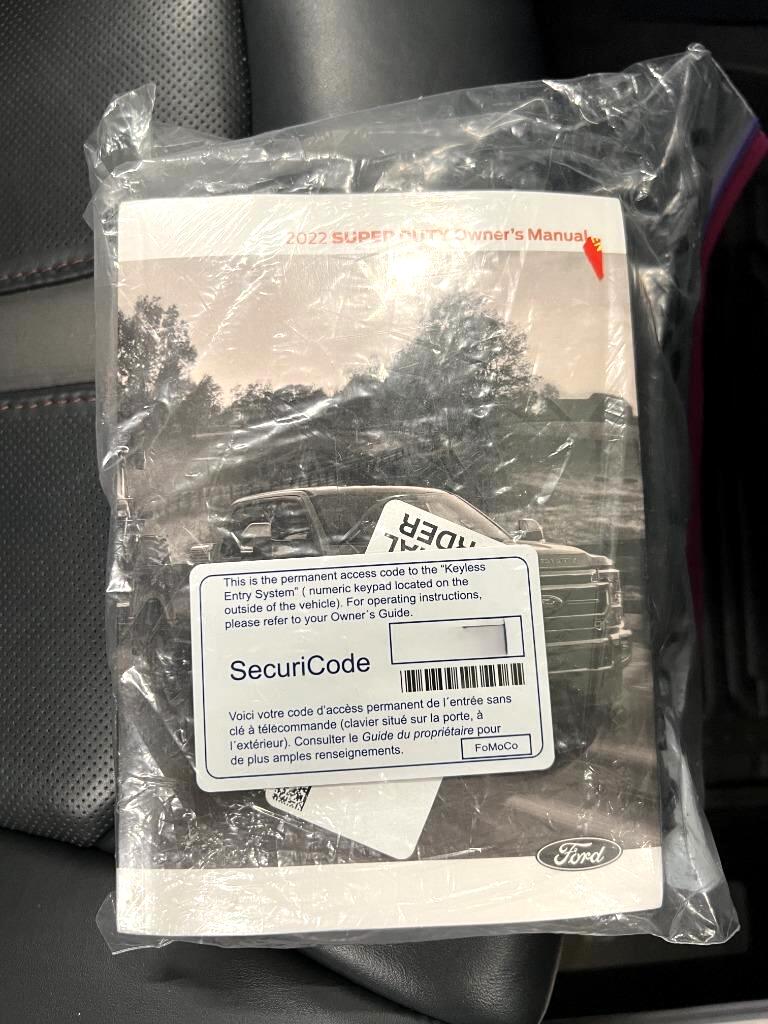 2022 SUPER DUTY Owner's Manual
This is the permanent access code to the "Keyless
Entry System" ( numeric keypad located on the
outside of the vehicle). For operating instructions,
please refer to your Owner´s Guide.
SecuriCode
Voici votre code d'accèss permanent de l´entrée sans
clé à télécommande (clavier situé sur la porte, à
l´extérieur). Consulter le Guide du propriétaire pour
de plus amples renseignements.
FoMoCo
Ford